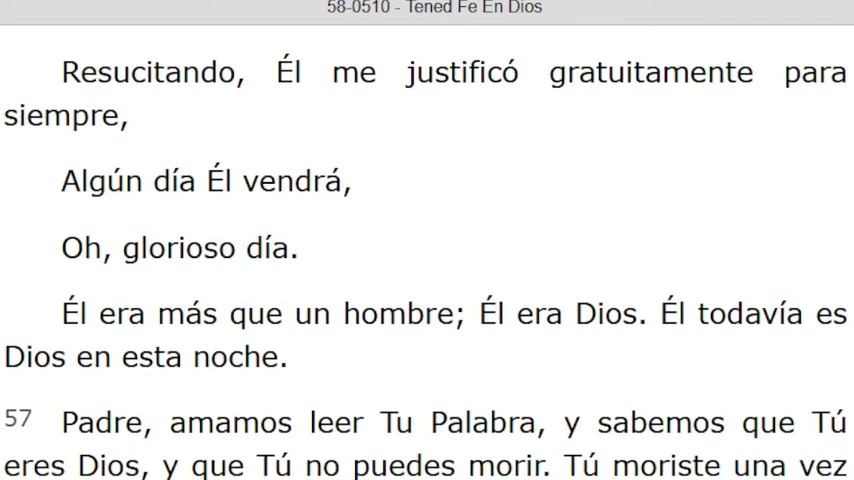 58-0510 - Tened Fe En Dios
Resucitando, Él me justificó gratuitamente para
siempre,
Algún día Él vendrá,
Oh, glorioso día.
Él era más que un hombre; Él era Dios. Él todavía es
Dios en esta noche.
57 Padre, amamos leer Tu Palabra, y sabemos que Tú
eres Dios, y que Tú no puedes morir. Tú moriste una vez